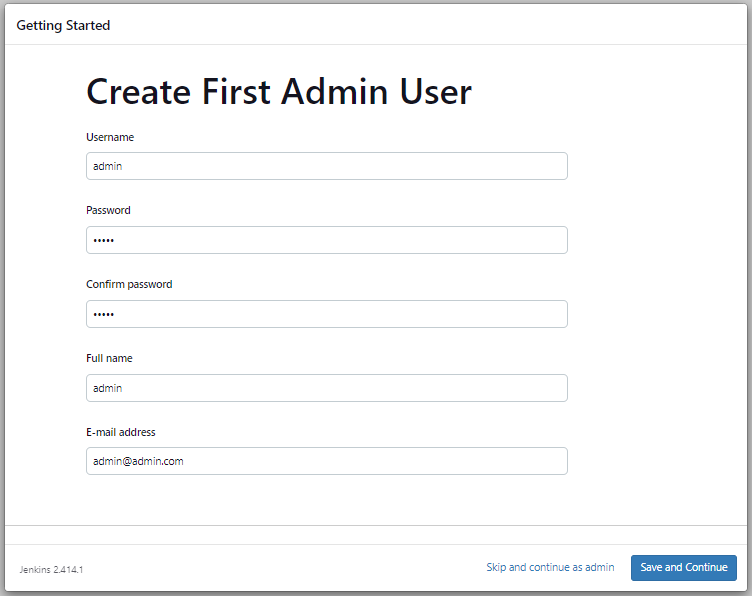 Getting Started
Create First Admin User
Username
admin
Password
•••••
Confirm password
•••••
Full name
admin
E-mail address
admin@admin.com
Jenkins 2.414.1
Skip and continue as admin
Save and Continue